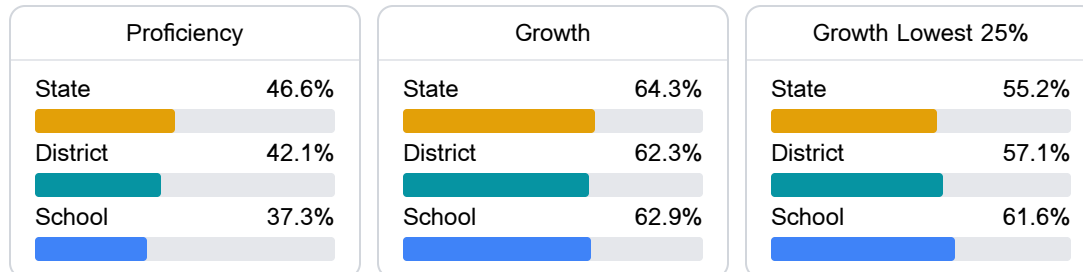 Proficiency
State 46.6%
District 42.1%
School 37.3%
Growth
State 64.3%
District 62.3%
School 62.9%
Growth Lowest 25%
State 55.2%
District 57.1%
School 61.6%